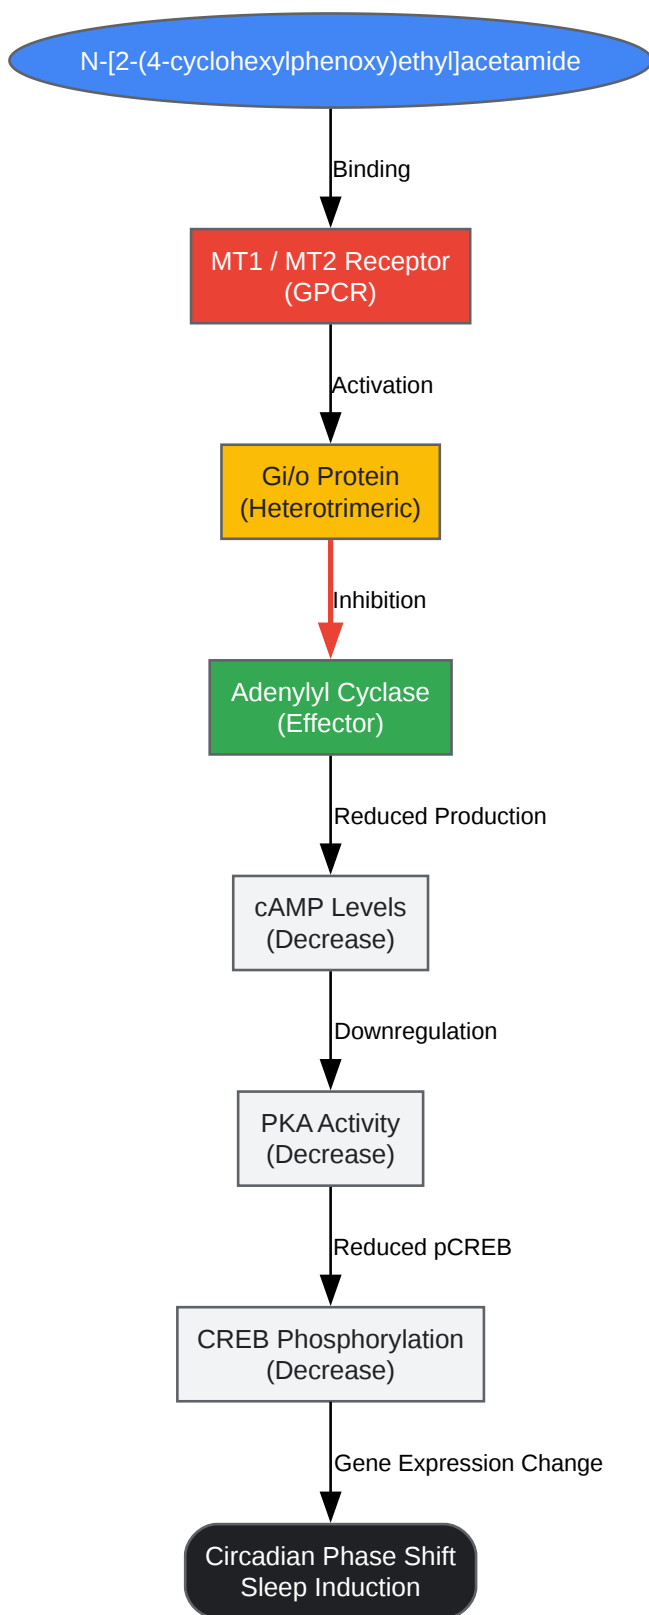 N-[2-(4-cyclohexylphenoxy)ethyl]acetamide
Binding
MT1 / MT2 Receptor
(GPCR)
Activation
Gi/o Protein
(Heterotrimeric)
Inhibition
Adenylyl Cyclase
(Effector)
Reduced Production
cAMP Levels
(Decrease)
Downregulation
PKA Activity
(Decrease)
Reduced pCREB
CREB Phosphorylation
(Decrease)
Gene Expression Change
Circadian Phase Shift
Sleep Induction